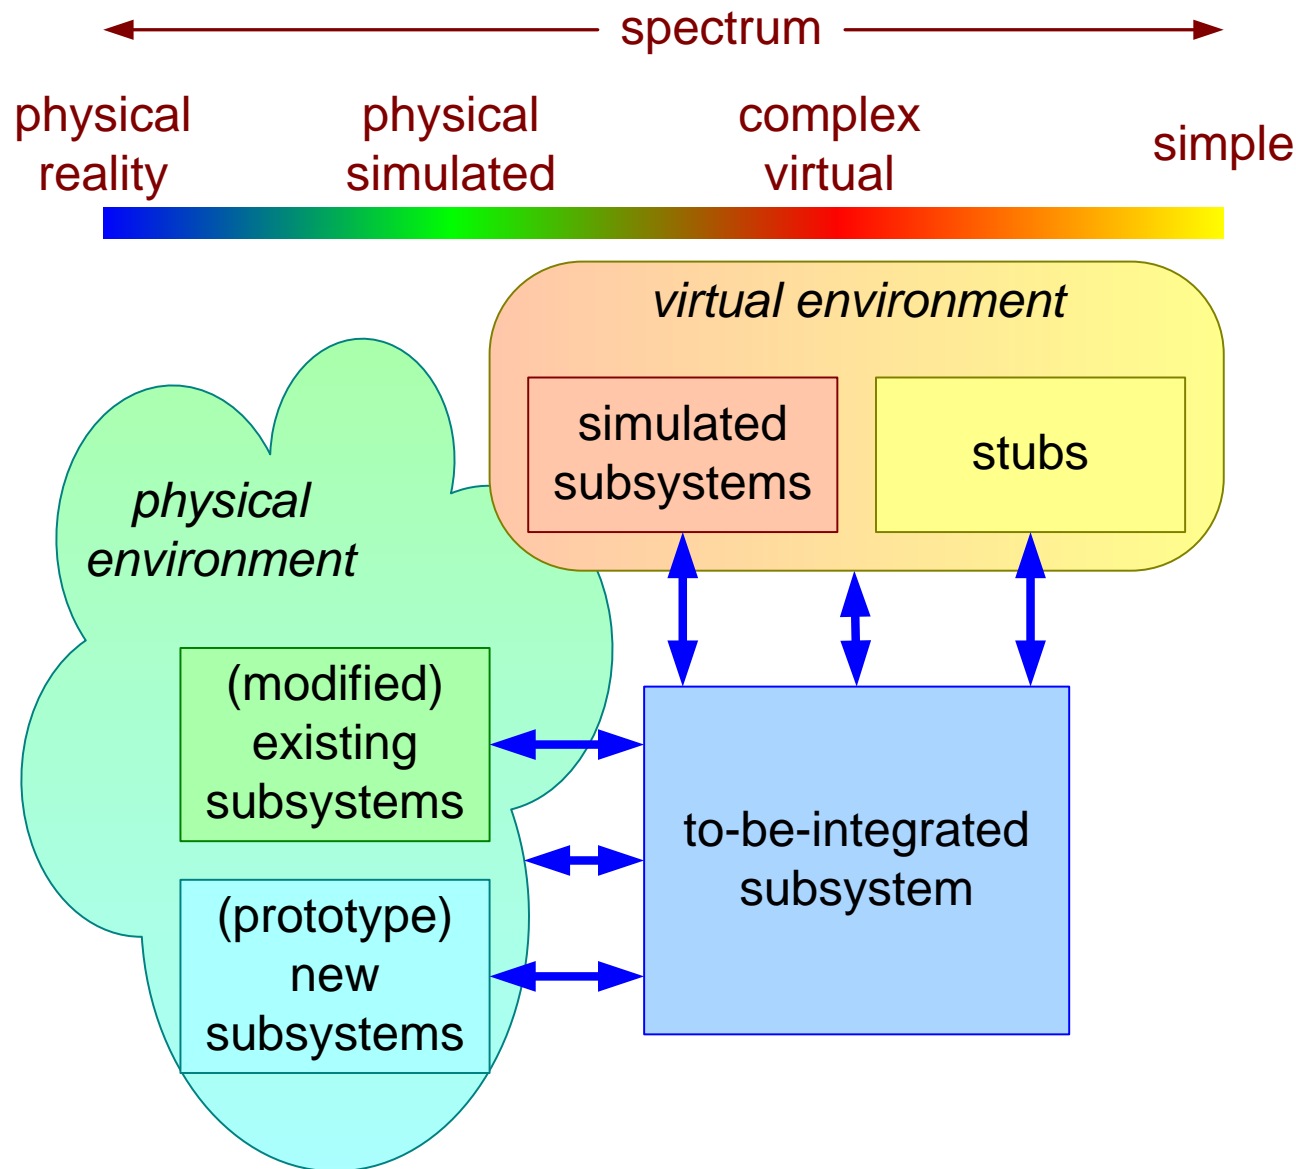 spectrum
physical
reality
physical
simulated
complex
virtual
simple
virtual environment
simulated
subsystems
stubs
physical
environment
(modified)
existing
subsystems
(prototype)
new
subsystems
to-be-integrated
subsystem